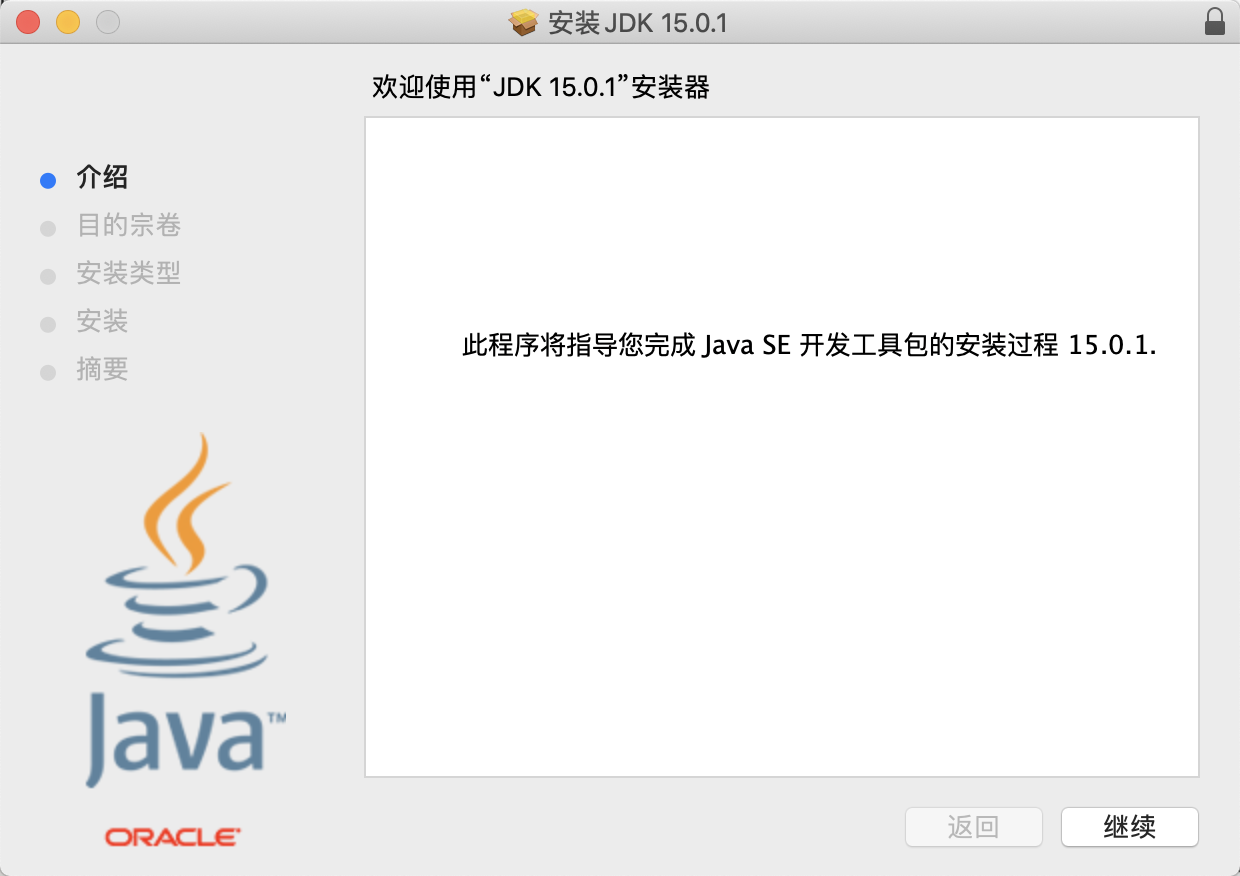 安装 JDK 15.0.1
欢迎使用“JDK 15.0.1”安装器
介绍
目的宗卷
安装类型
安装
摘要
此程序将指导您完成 Java SE 开发工具包的安装过程 15.0.1.
Java™
ORACLE®
返回
继续